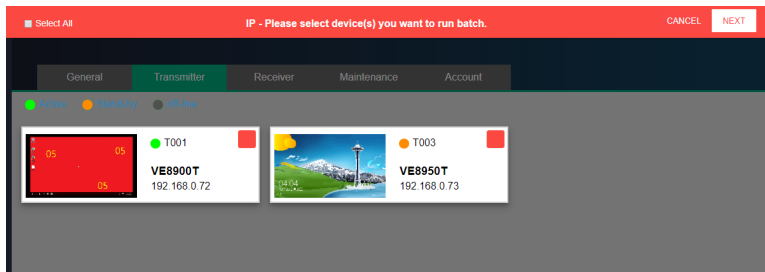 Select All
IP - Please select device(s) you want to run batch.
CANCEL
NEXT
General
Transmitter
Receiver
Maintenance
Account
05
05
05
T001
VE8900T
192.168.0.72
04:04
T003
VE8950T
192.168.0.73